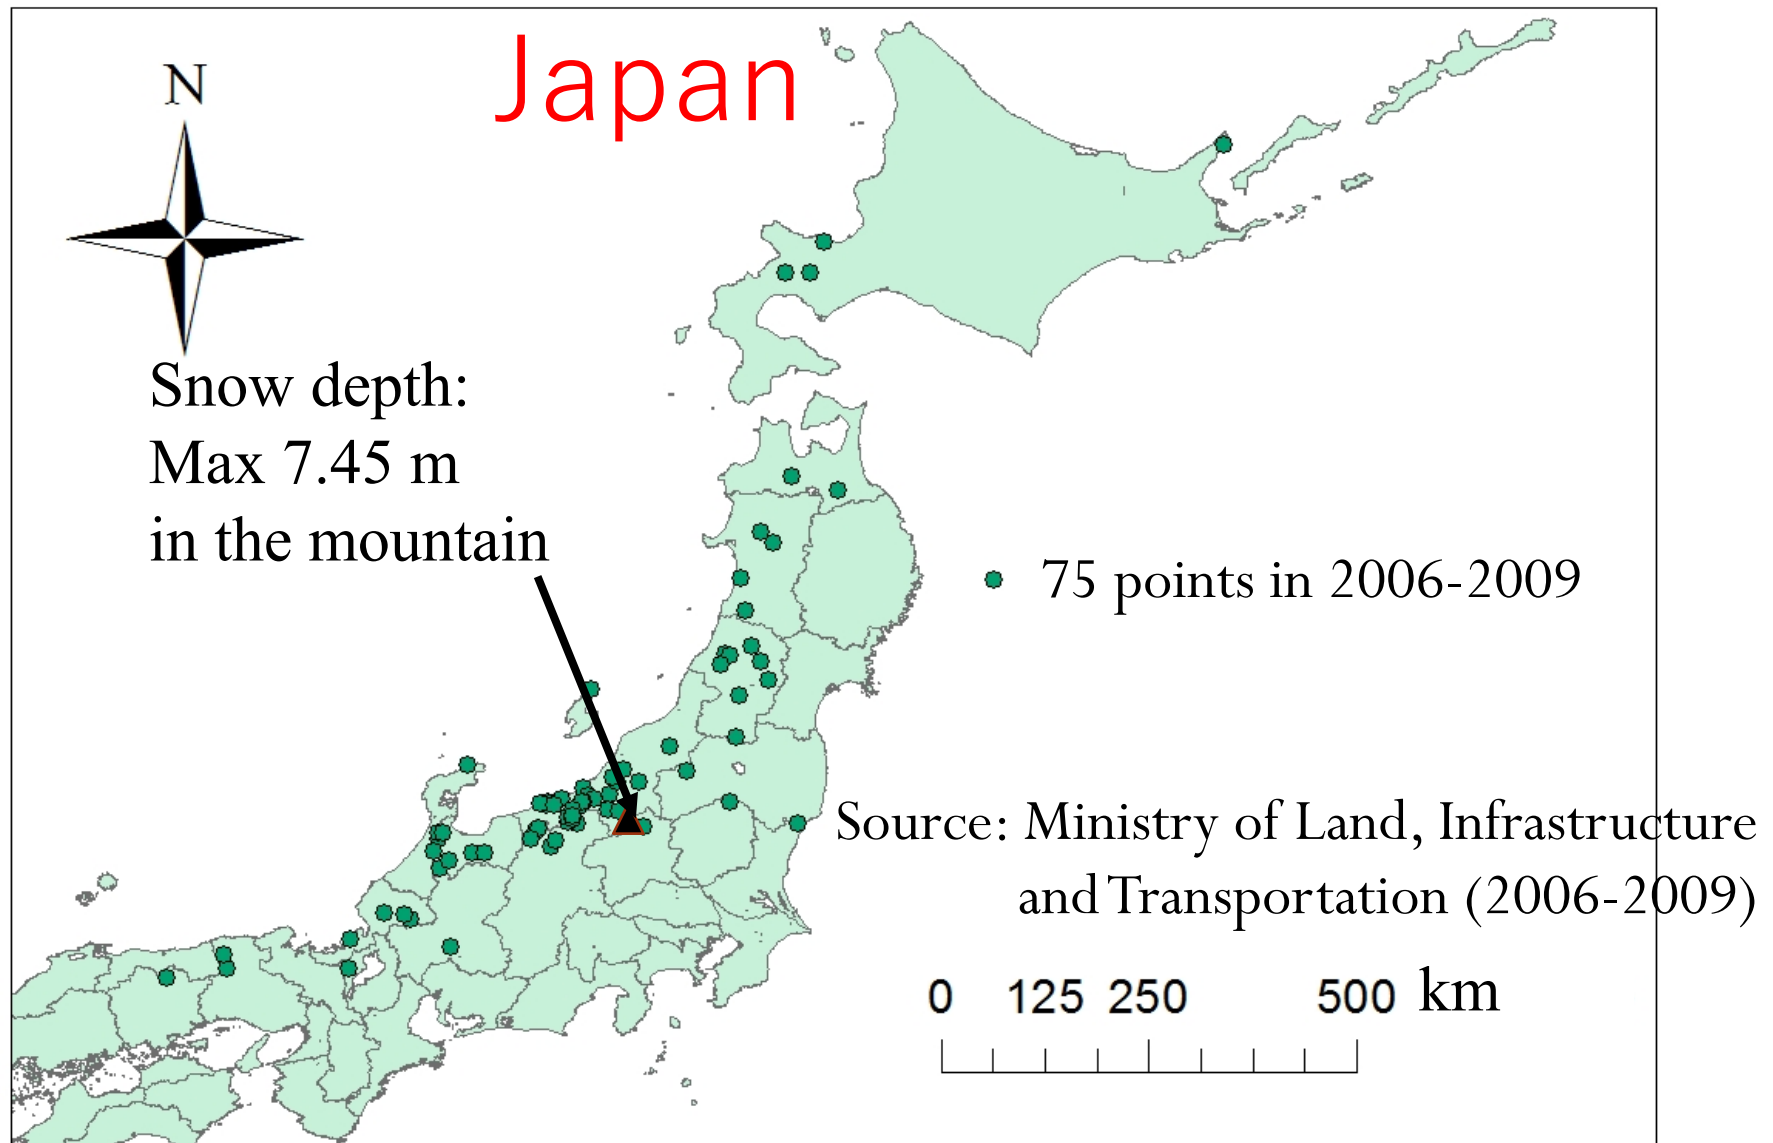 Japan
N
Snow depth:
Max 7.45 m
in the mountain
75 points in 2006-2009
Source: Ministry of Land, Infrastructure
and Transportation (2006-2009)
0 125 250 500 km